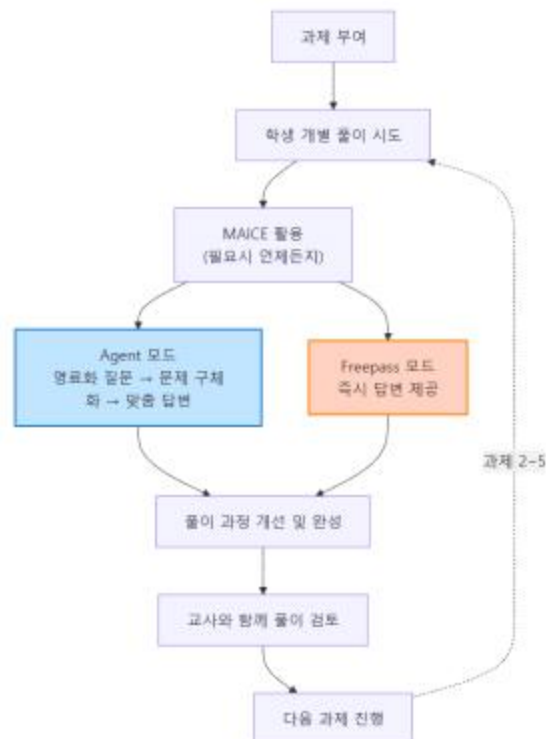 과제 부여
학생 개별 풀이 시도
MAICE 활용
(필요시 언제든지)
Agent 모드
명료화 질문 → 문제 구체
화 → 맞춤 답변
Freepass 모드
즉시 답변 제공
과제 2~5
풀이 과정 개선 및 완성
교사와 함께 풀이 검토
다음 과제 진행